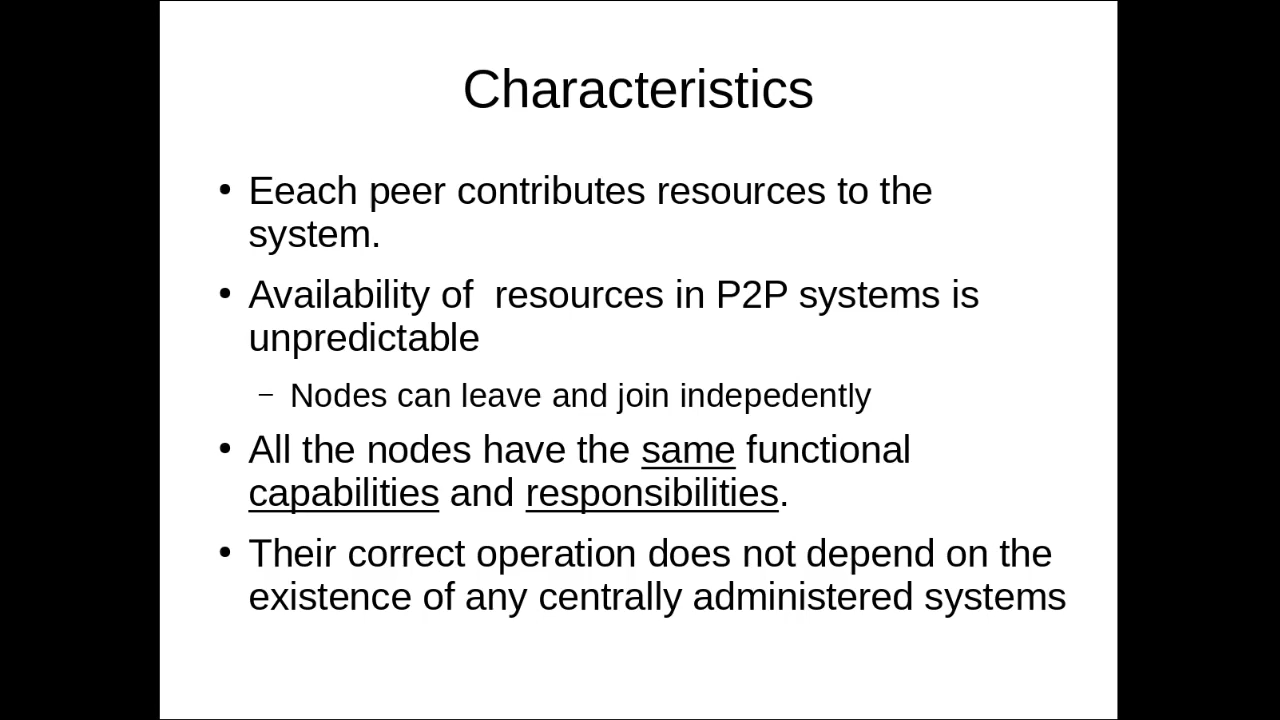 Characteristics
• Eeach peer contributes resources to the
system.
• Availability of  resources in P2P systems is
unpredictable
– Nodes can leave and join indepedently
• All the nodes have the same functional
capabilities and responsibilities.
• Their correct operation does not depend on the
existence of any centrally administered systems